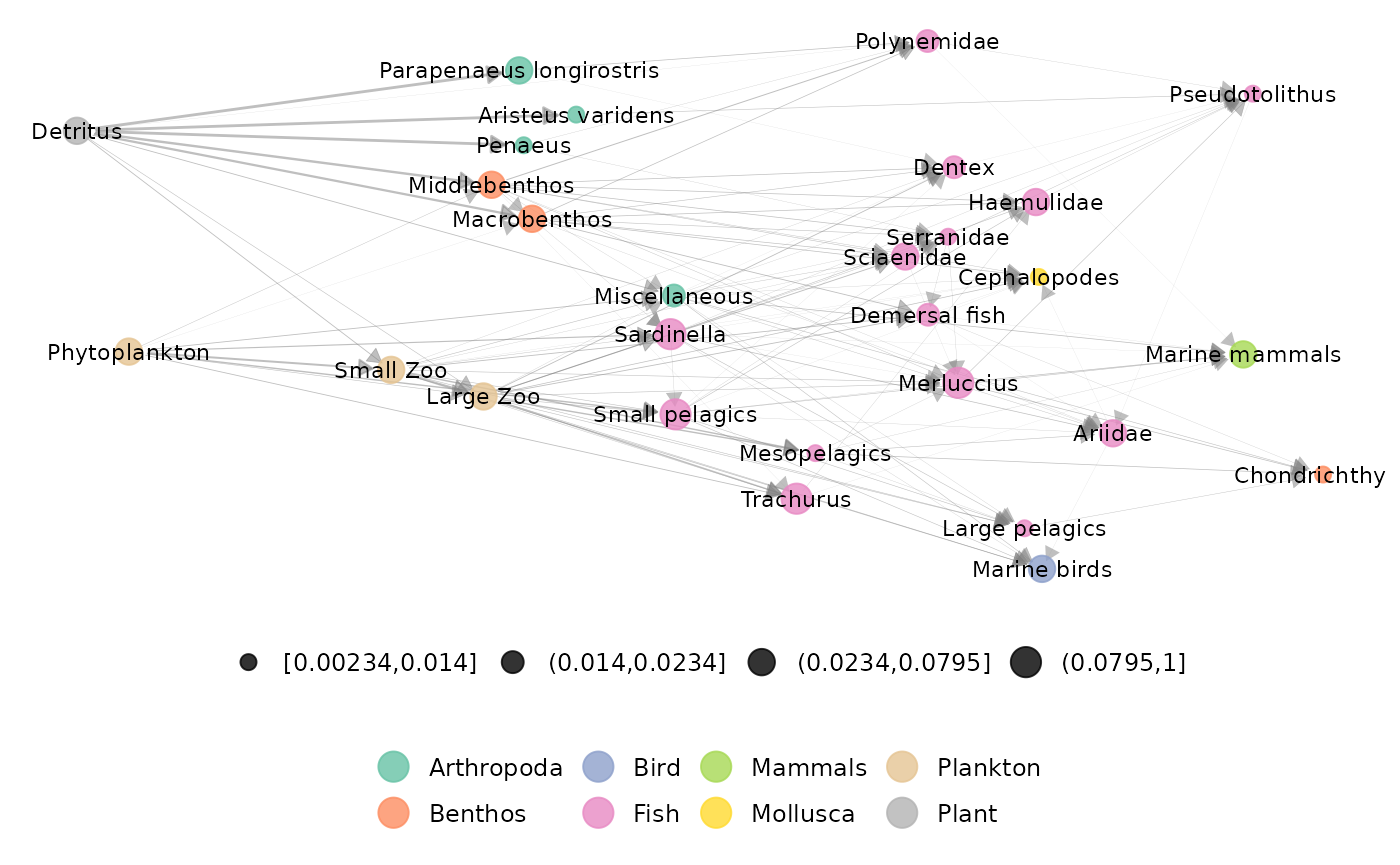 Polynemidae
Parapenaeus longirostris
Pseudotolithus
Aristeus varidens
Detritus
Penaeus
Dentex
Middlebenthos
Haemulidae
Macrobenthos
Serranidae
Sciaenidae
Cephalopodes
Miscellaneous
Demersal fish
Sardinella
Phytoplankton
Marine mammals
Small Zoo
Merluccius
Large Zoo
Small pelagics
Ariidae
Mesopelagics
Chondrichthy
Trachurus
Large pelagics
Marine birds
[0.00234,0.014] (0.014,0.0234] (0.0234,0.0795] (0.0795,1]
Arthropoda Bird Mammals Plankton
Benthos Fish Mollusca Plant